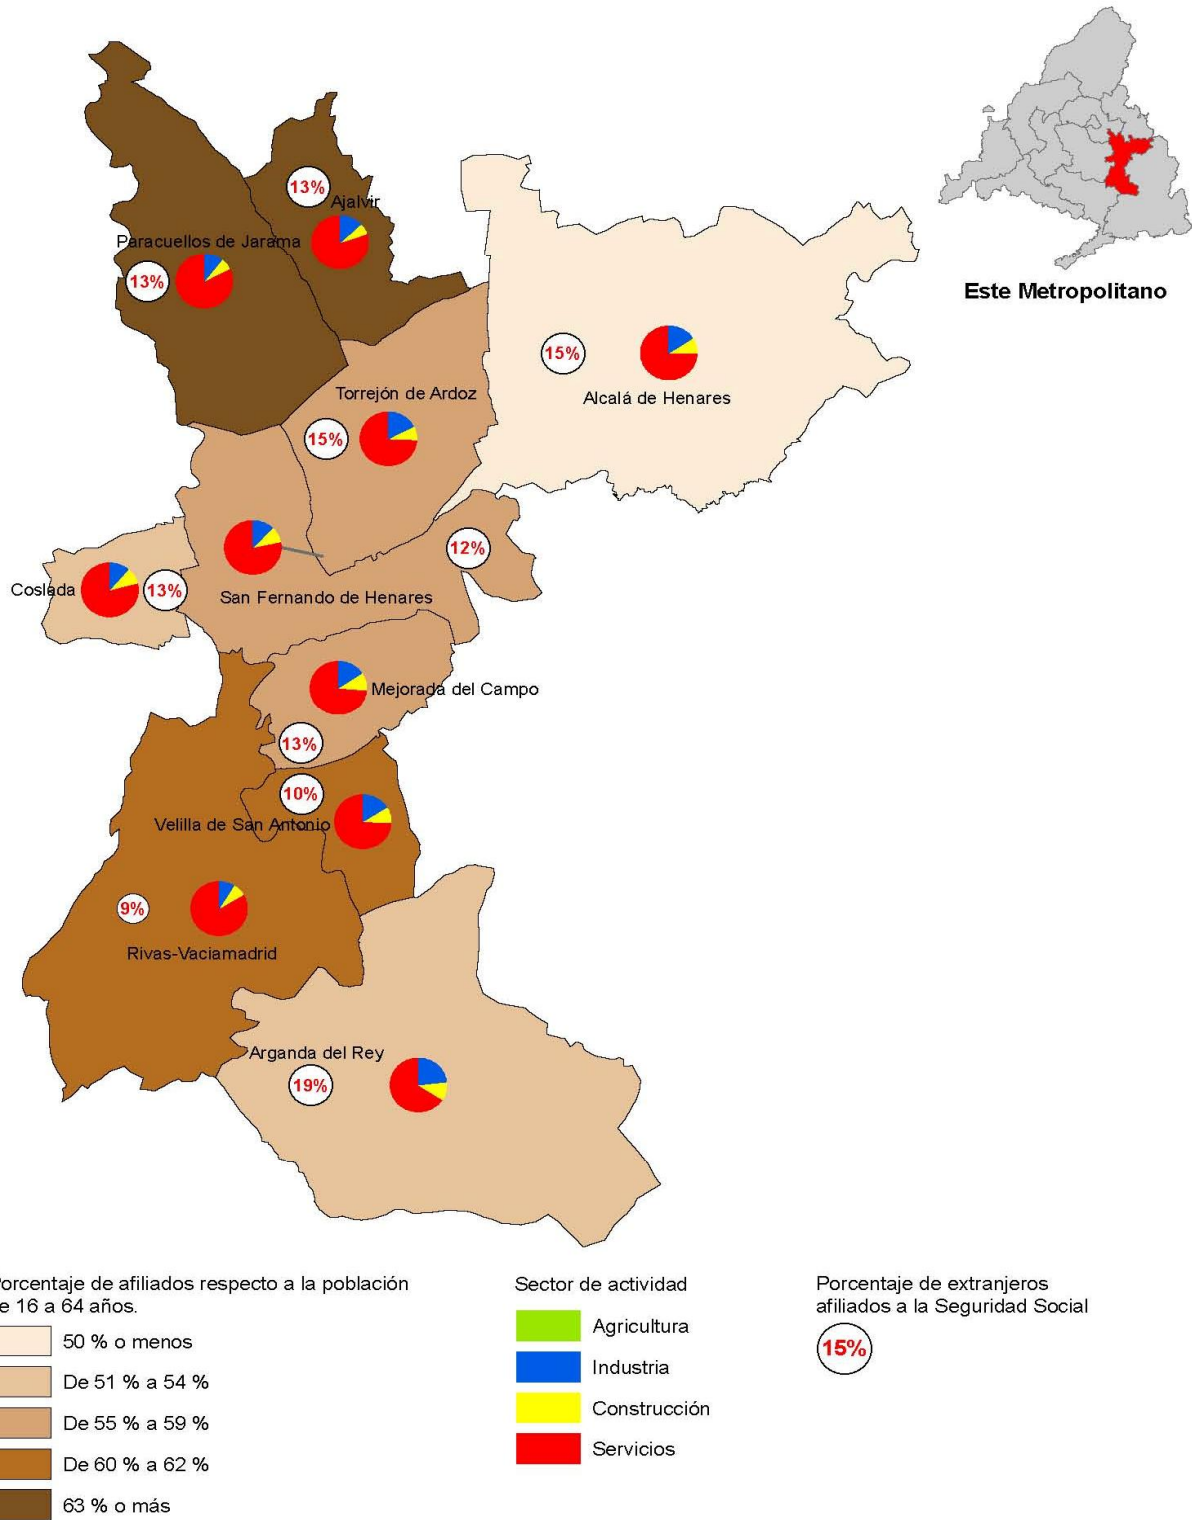 13%
Ajalvir
Paracuellos de Jarama
13%
Este Metropolitano
15%
Alcalá de Henares
Torrejón de Ardoz
15%
12%
Coslada
13%
San Fernando de Henares
Mejorada del Campo
13%
10%
Velilla de San Antonio
9%
Rivas-Vaciamadrid
Arganda del Rey
19%
Porcentaje de afiliados respecto a la población
de 16 a 64 años.
50 % o menos
De 51 % a 54 %
De 55 % a 59 %
De 60 % a 62 %
63 % o más
Sector de actividad
Agricultura
Industria
Construcción
Servicios
Porcentaje de extranjeros
afiliados a la Seguridad Social
15%